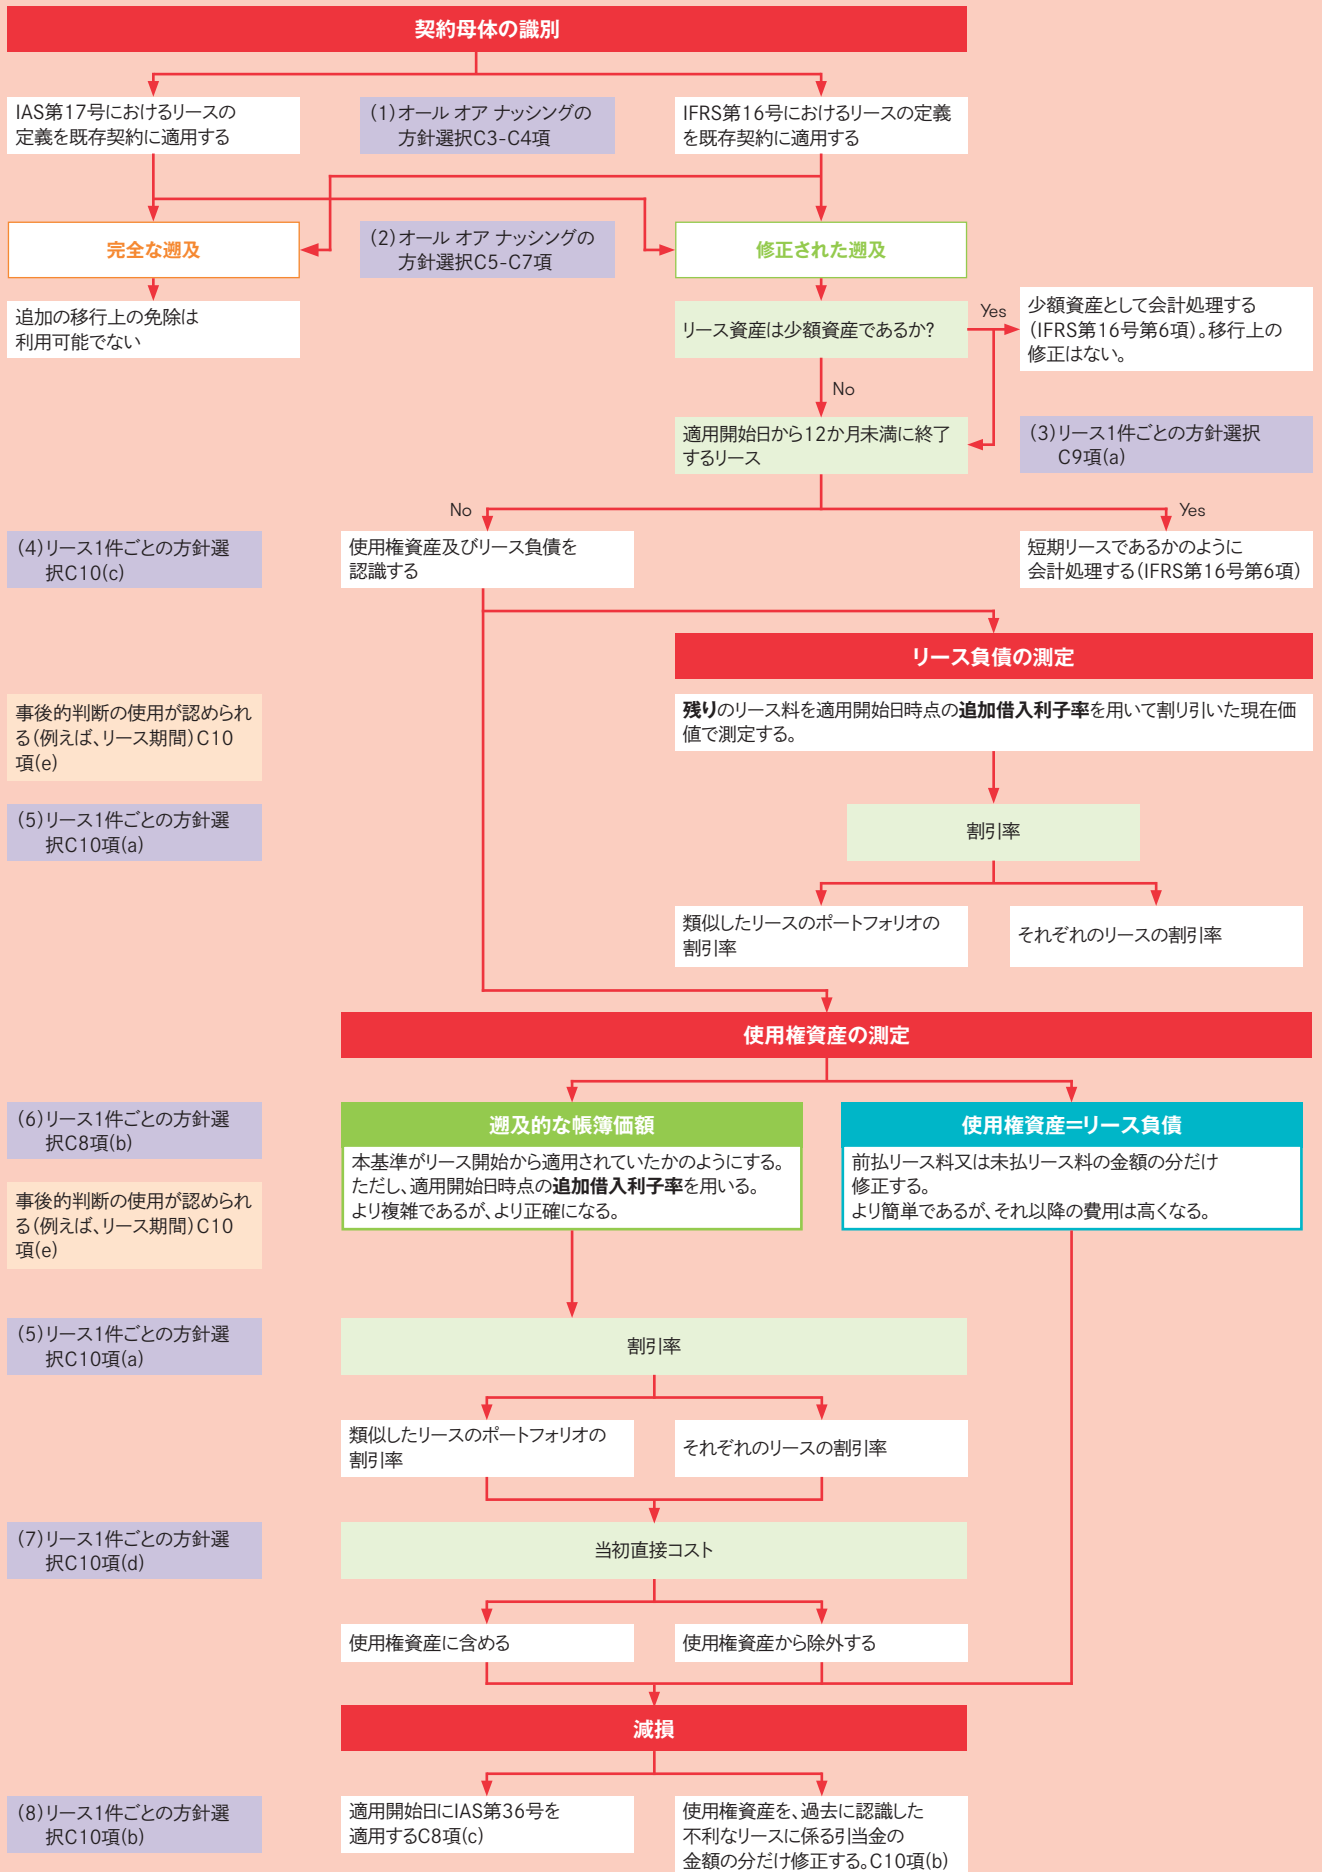 契約母体の識別
IAS第17号におけるリースの
定義を既存契約に適用する
(1)オール オア ナッシングの
方針選択C3-C4項
IFRS第16号におけるリースの定義
を既存契約に適用する
完全な遡及
(2)オール オア ナッシングの
方針選択C5-C7項
修正された遡及
追加の移行上の免除は
利用可能でない
リース資産は少額資産であるか?
Yes
少額資産として会計処理する
(IFRS第16号第6項)。移行上の
修正はない。
No
適用開始日から12か月未満に終了
するリース
(3)リース1件ごとの方針選択
C9項(a)
No
Yes
(4)リース1件ごとの方針選
択C10(c)
使用権資産及びリース負債を
認識する
短期リースであるかのように
会計処理する(IFRS第16号第6項)
リース負債の測定
事後的判断の使用が認められ
る(例えば、リース期間)C10
項(e)
残りのリース料を適用開始日時点の追加借入利子率を用いて割り引いた現在価
値で測定する。
(5)リース1件ごとの方針選
択C10項(a)
割引率
類似したリースのポートフォリオの
割引率
それぞれのリースの割引率
使用権資産の測定
(6)リース1件ごとの方針選
択C8項(b)
遡及的な帳簿価額
本基準がリース開始から適用されていたかのようにする。
ただし、適用開始日時点の追加借入利子率を用いる。
より複雑であるが、より正確になる。
使用権資産=リース負債
前払リース料又は未払リース料の金額の分だけ
修正する。
より簡単であるが、それ以降の費用は高くなる。
事後的判断の使用が認められ
る(例えば、リース期間)C10
項(e)
(5)リース1件ごとの方針選
択C10項(a)
割引率
類似したリースのポートフォリオの
割引率
それぞれのリースの割引率
(7)リース1件ごとの方針選
択C10項(d)
当初直接コスト
使用権資産に含める
使用権資産から除外する
減損
(8)リース1件ごとの方針選
択C10項(b)
適用開始日にIAS第36号を
適用するC8項(c)
使用権資産を、過去に認識した
不利なリースに係る引当金の
金額の分だけ修正する。C10項(b)